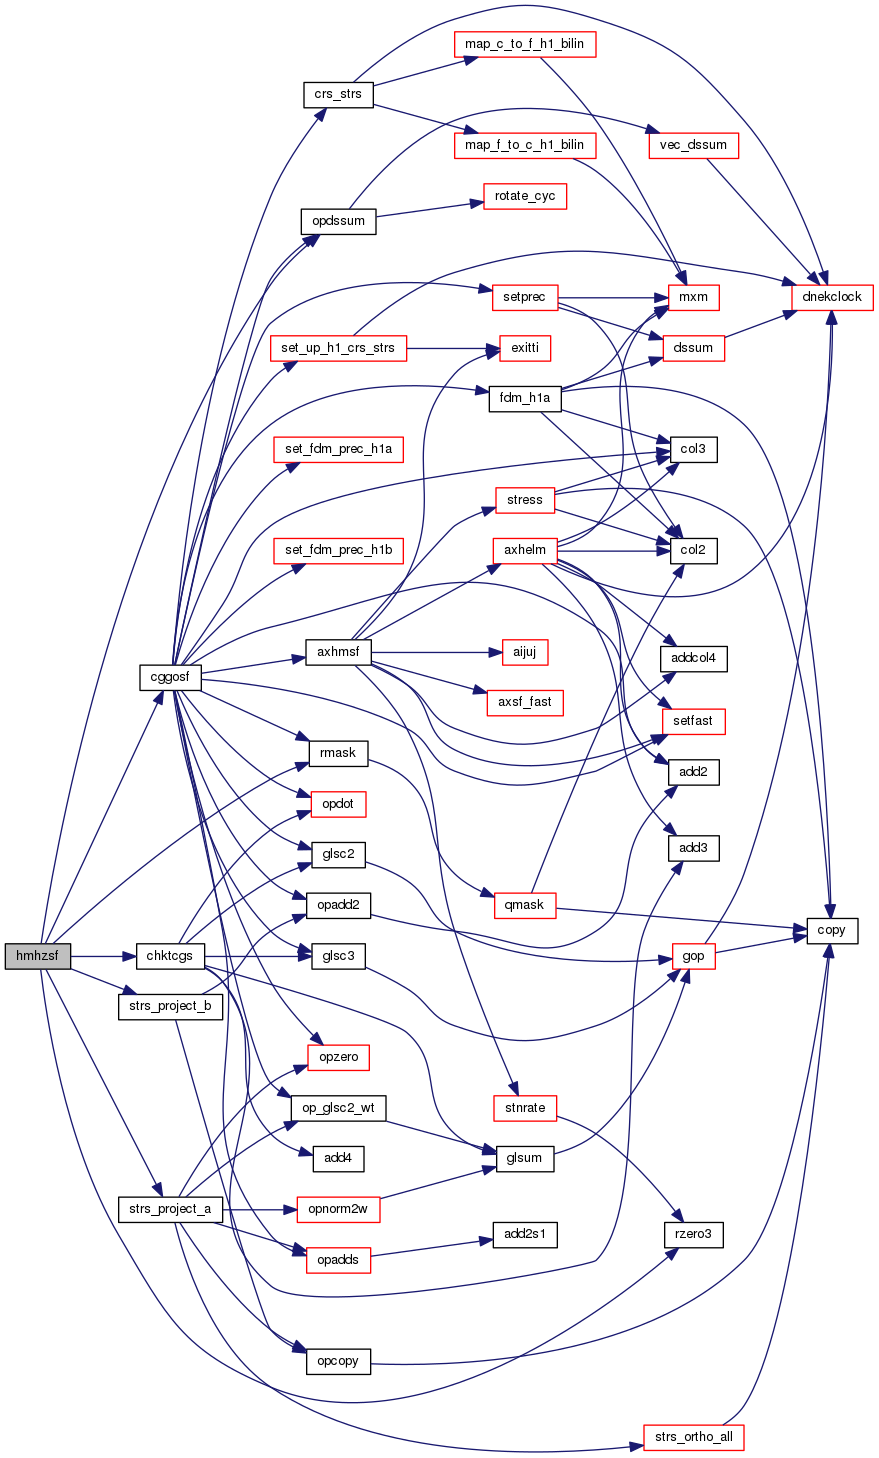 map_c_to_f_h1_bilin
crs_strs
map_f_to_c_h1_bilin
vec_dssum
rotate_cyc
opdssum
setprec
mxm
dnekclock
set_up_h1_crs_strs
exitti
dssum
fdm_h1a
set_fdm_prec_h1a
col3
stress
set_fdm_prec_h1b
axhelm
col2
axhmsf
aijuj
addcol4
cggosf
axsf_fast
setfast
rmask
add2
opdot
glsc2
add3
opadd2
qmask
copy
hmhzsf
chktcgs
glsc3
gop
strs_project_b
opzero
op_glsc2_wt
stnrate
add4
glsum
strs_project_a
opnorm2w
add2s1
rzero3
opadds
opcopy
strs_ortho_all